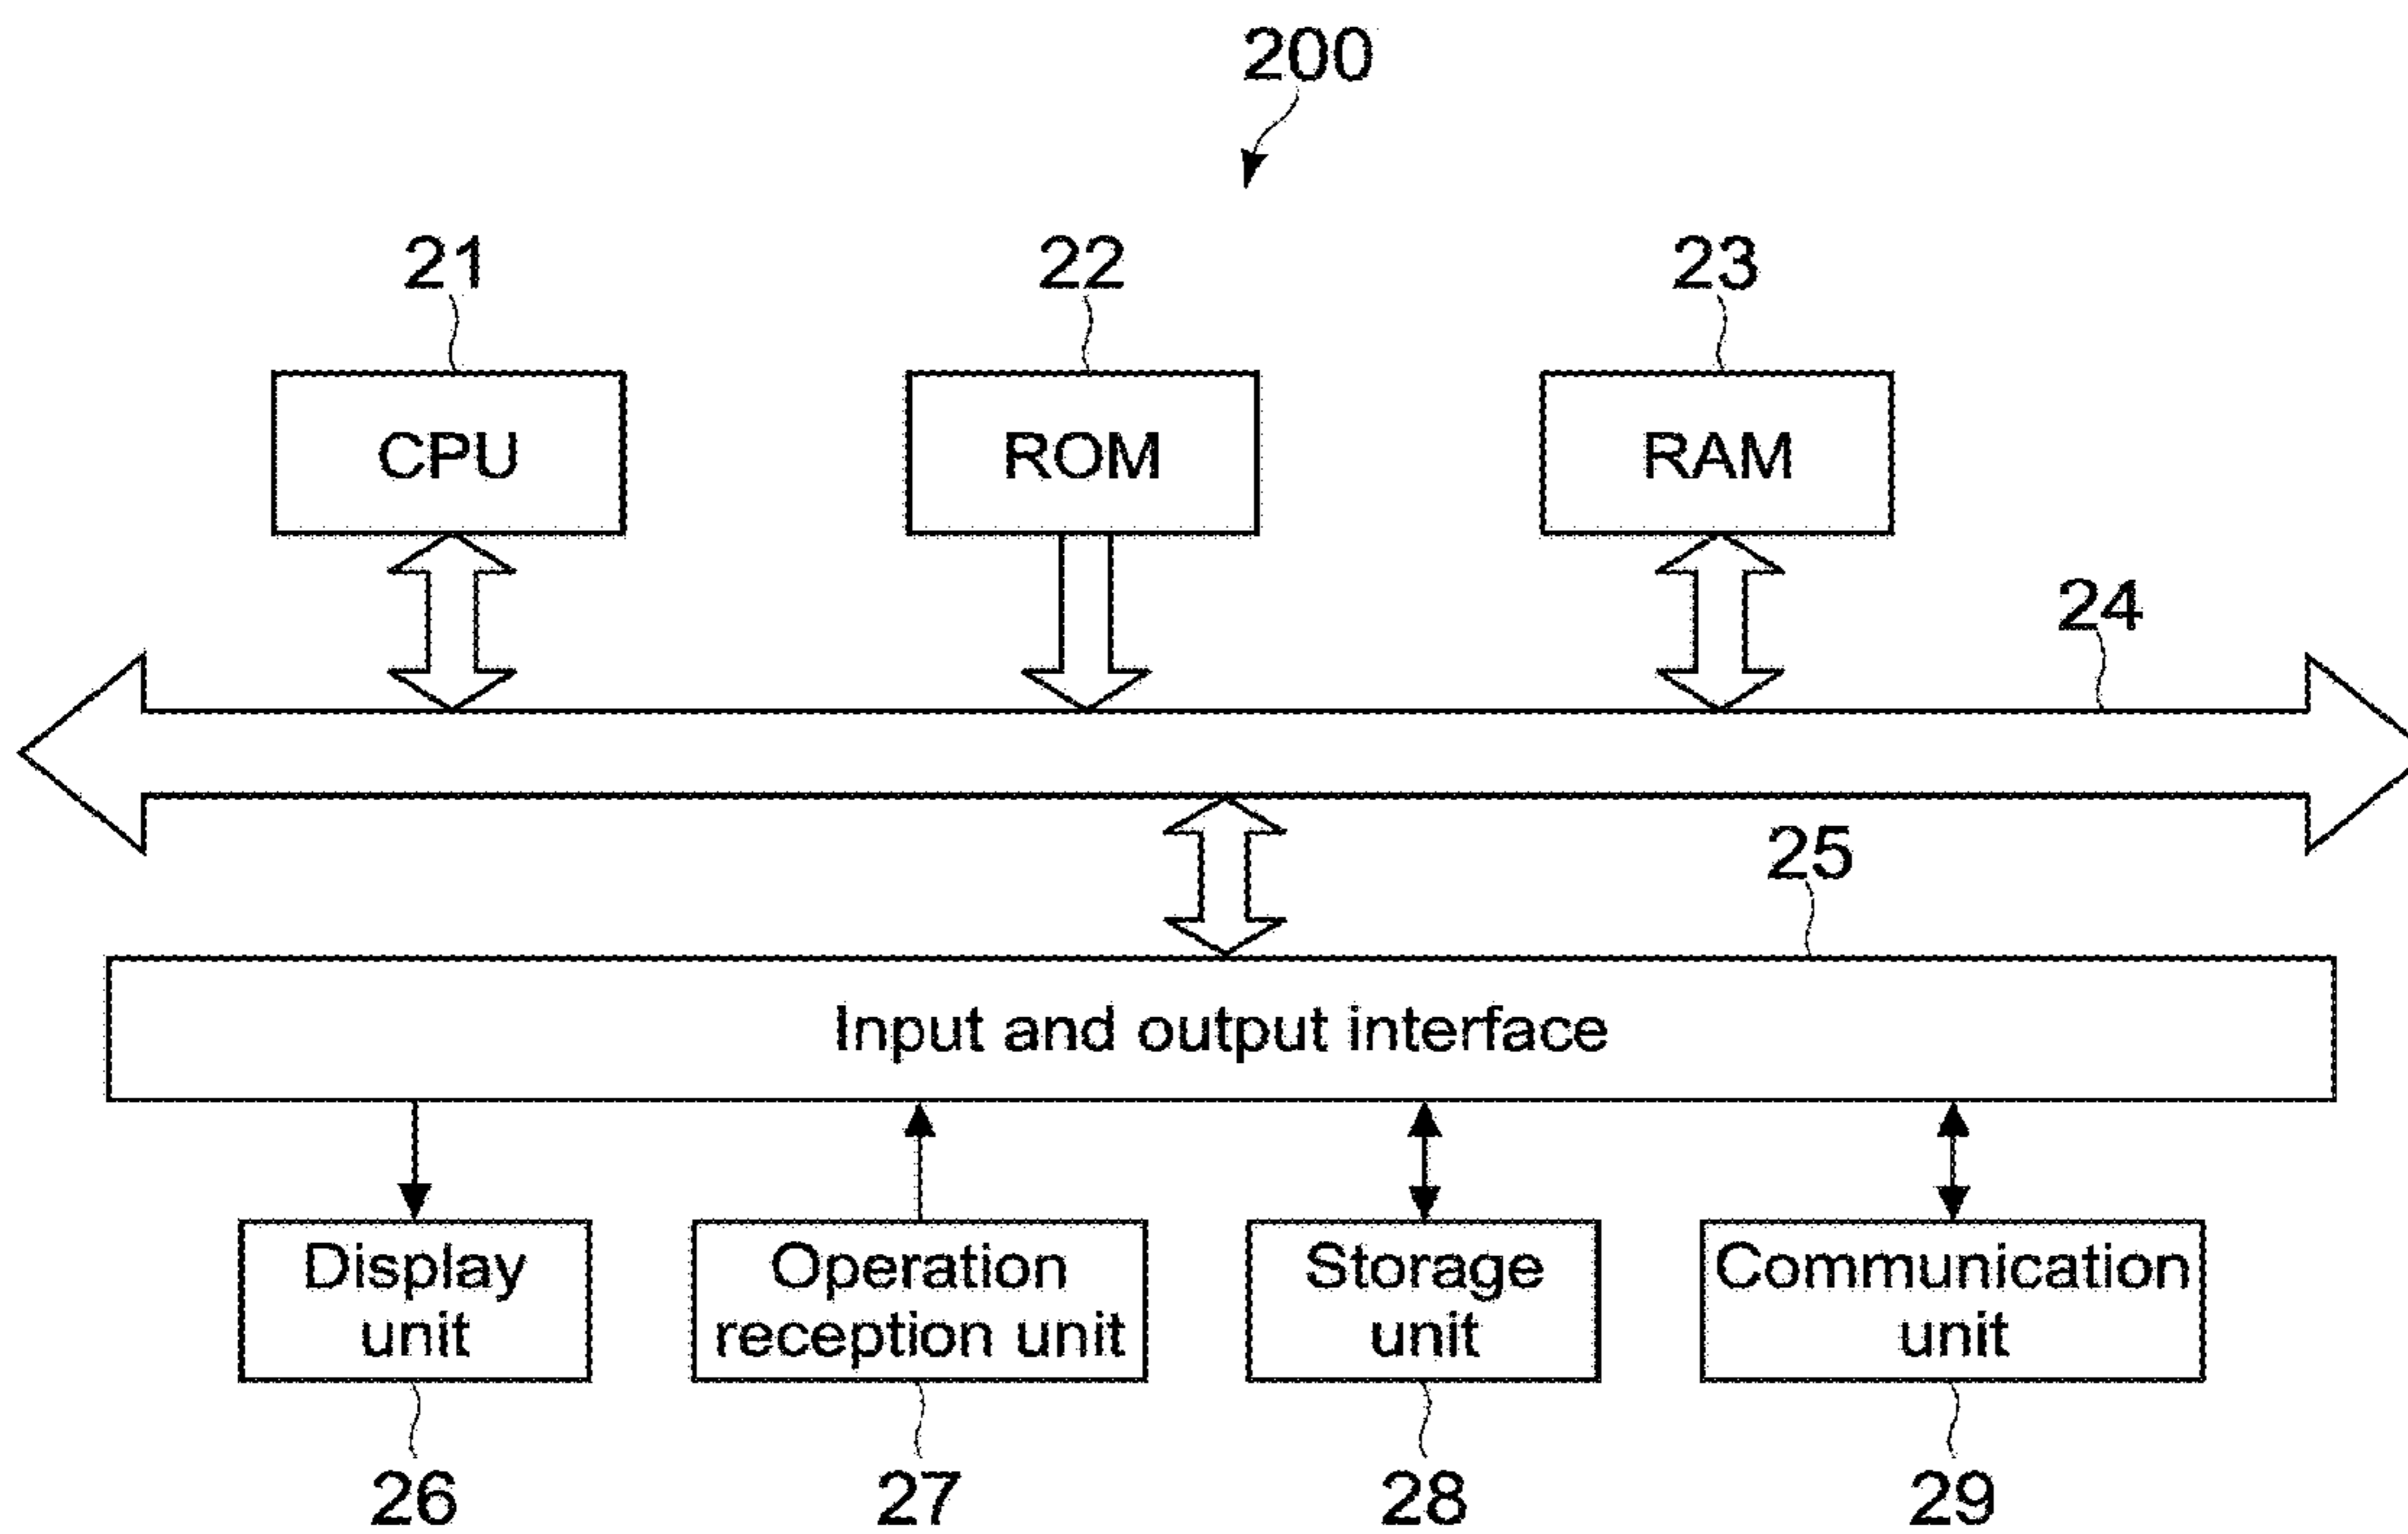 200
21
22
23
CPU
ROM
RAM
24
25
Input and output interface
Display
unit
Operation
reception unit
Storage
unit
Communication
unit
26
27
28
29